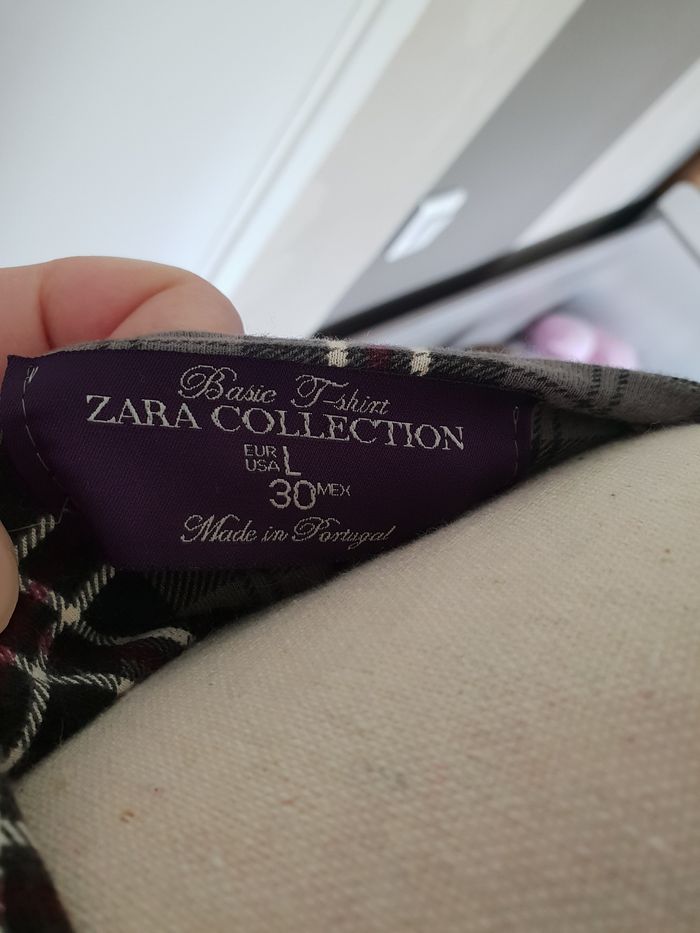 Basic T-shirt
ZARA COLLECTION
EUR
USA L
30 MEX
Made in Portugal